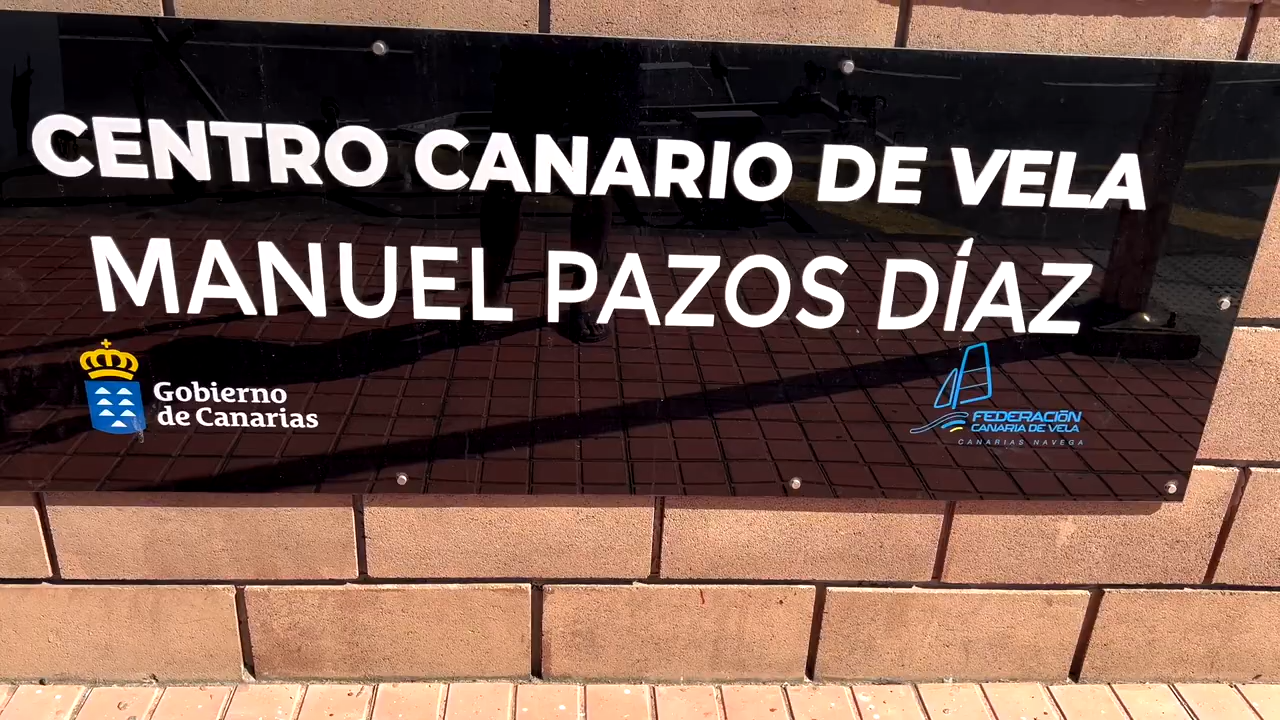 CENTRO CANARIO DE VELA
MANUEL PAZOS DÍAZ
Gobierno
de Canarias
FEDERACIÓN
CANARIA DE VELA
CANARIAS NAVEGA